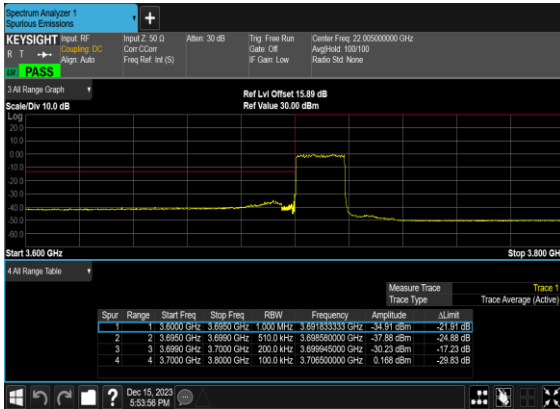 Spectrum Analyzer 1
Spurious Emissions
+
KEYSIGHT Input: RF Input Z: 50 Ω Atten: 30 dB Trig: Free Run Center Freq: 22.005000000 GHz
R T Coupling: DC Corr CCorr Gate: Off Avg|Hold: 100/100
Align: Auto Freq Ref: Int (S) IF Gain: Low Radio Std: None
LXI PASS
3 All Range Graph
Ref Lvl Offset 15.89 dB
Scale/Div 10.0 dB Ref Value 30.00 dBm
Log
20.0
10.0
0.00
-10.0
-20.0
-30.0
-40.0
-50.0
-60.0
Start 3.600 GHz Stop 3.800 GH
4 All Range Table
Measure Trace Trace 1
Trace Type Trace Average (Active)
Spur Range Start Freq Stop Freq RBW Frequency Amplitude ΔLimit
1 1 3.6000 GHz 3.6950 GHz 1.000 MHz 3.691833333 GHz -34.91 dBm -21.91 dB
2 2 3.6950 GHz 3.6990 GHz 510.0 kHz 3.698580000 GHz -37.88 dBm -24.88 dB
3 3 3.6990 GHz 3.7000 GHz 200.0 kHz 3.699945000 GHz -30.23 dBm -17.23 dB
4 4 3.7000 GHz 3.8000 GHz 100.0 kHz 3.706500000 GHz 0.168 dBm -29.83 dB
?
Dec 15, 2023
5:53:56 PM